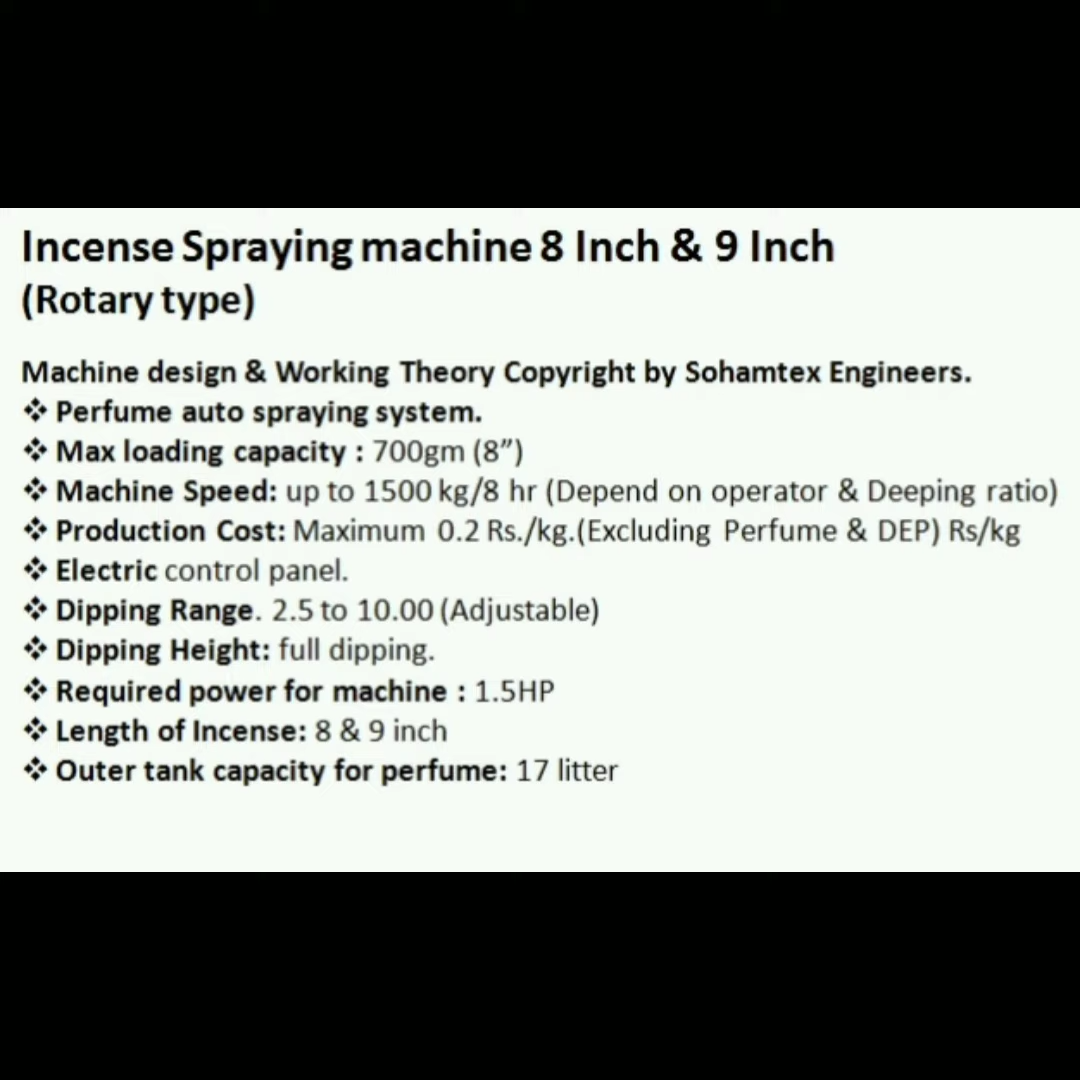 Incense Spraying machine 8 Inch & 9 Inch
(Rotary type)
Machine design & Working Theory Copyright by Sohamtex Engineers.
❖ Perfume auto spraying system.
❖ Max loading capacity : 700gm (8”)
❖ Machine Speed: up to 1500 kg/8 hr (Depend on operator & Deeping ratio)
❖ Production Cost: Maximum 0.2 Rs./kg.(Excluding Perfume & DEP) Rs/kg
❖ Electric control panel.
❖ Dipping Range. 2.5 to 10.00 (Adjustable)
❖ Dipping Height: full dipping.
❖ Required power for machine : 1.5HP
❖ Length of Incense: 8 & 9 inch
❖ Outer tank capacity for perfume: 17 litter